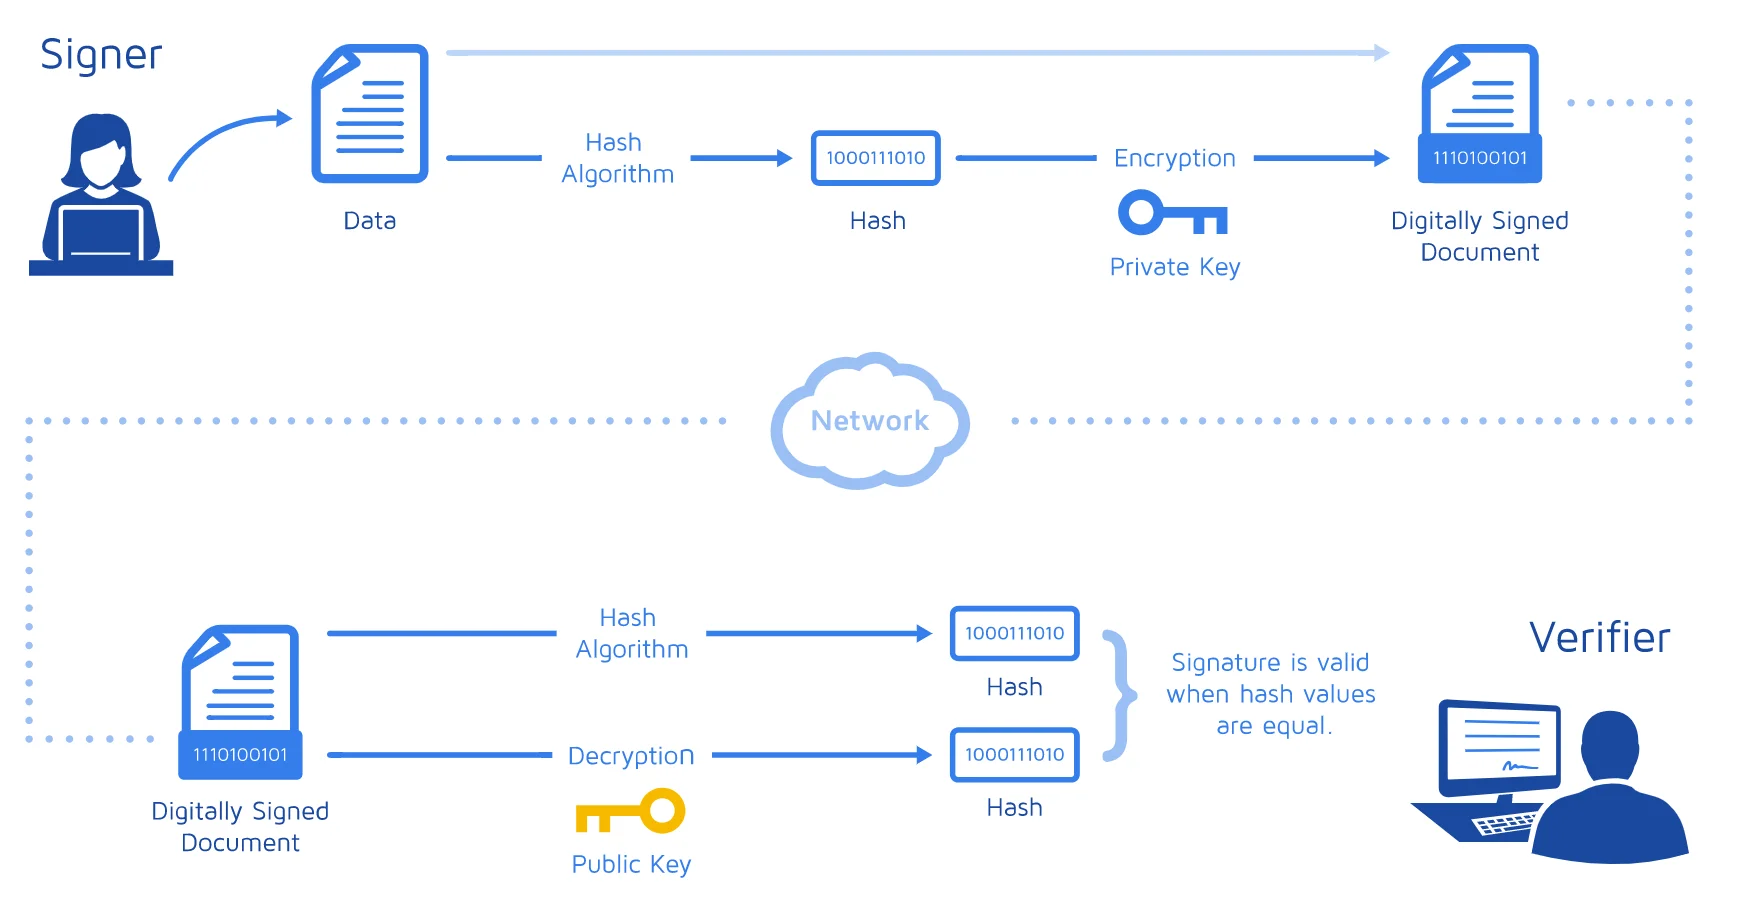 Signer
Data
Hash
Algorithm
1000111010
Hash
Encryption
Private Key
1110100101
Digitally Signed
Document
Network
1110100101
Digitally Signed
Document
Hash
Algorithm
1000111010
Hash
Decryption
Public Key
1000111010
Hash
Signature is valid
when hash values
are equal.
Verifier